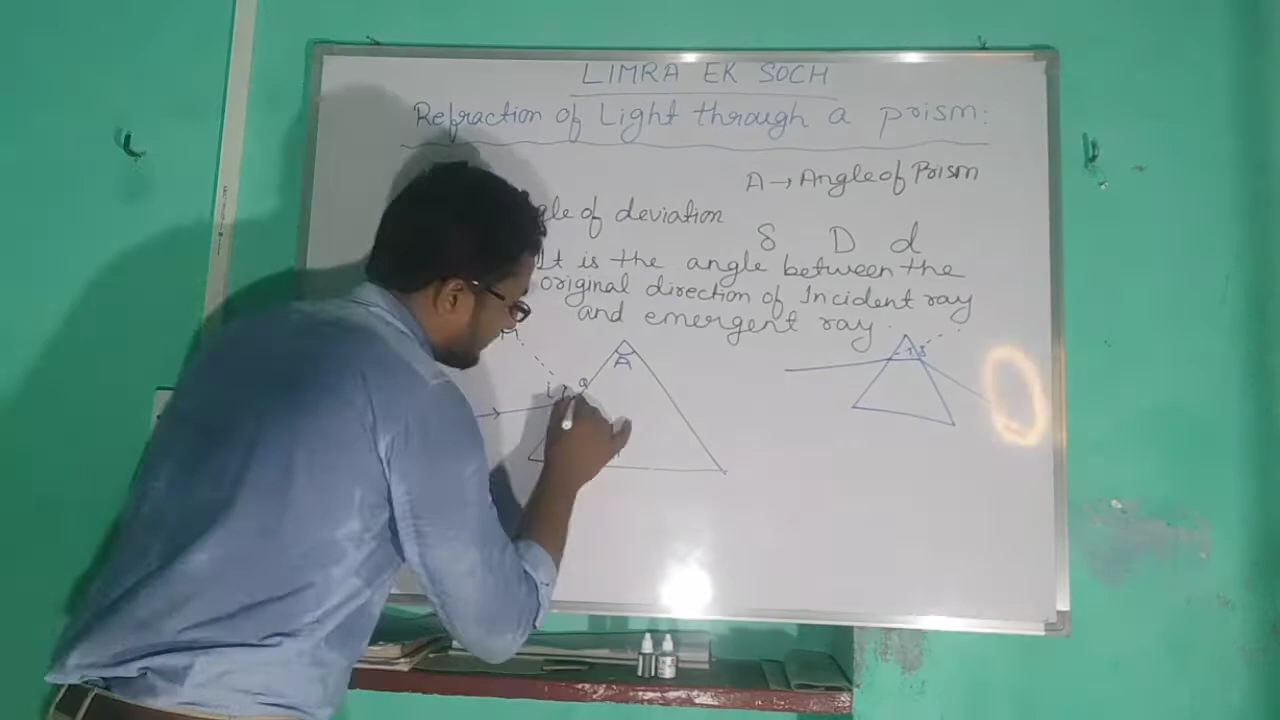 LIMRA EK SOCH
Refraction of Light through a prism:
A → Angle of Prism
gle of deviation
δ D d
It is the angle between the
original direction of Incident ray
and emergent ray.
A
i
Q
δ